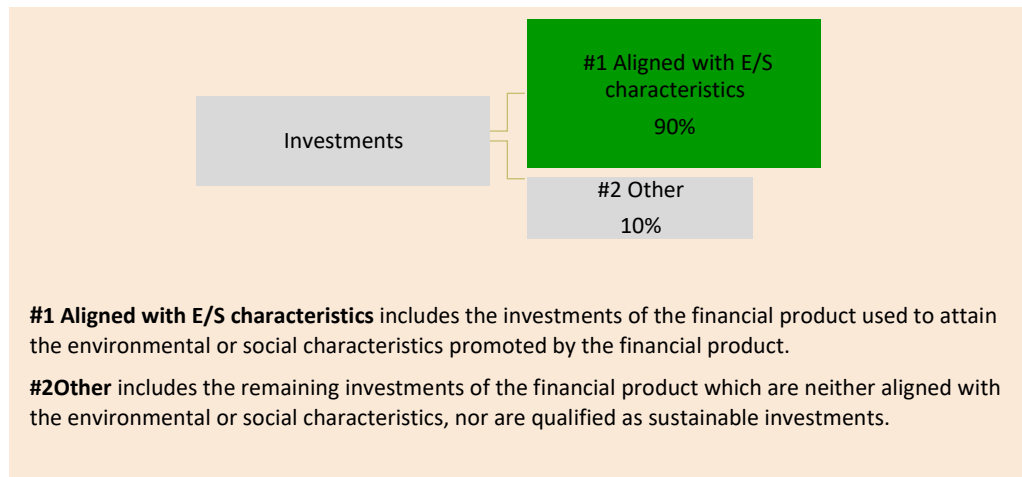 #1 Aligned with E/S
characteristics
90%
Investments
#2 Other
10%
#1 Aligned with E/S characteristics includes the investments of the financial product used to attain
the environmental or social characteristics promoted by the financial product.
#2Other includes the remaining investments of the financial product which are neither aligned with
the environmental or social characteristics, nor are qualified as sustainable investments.